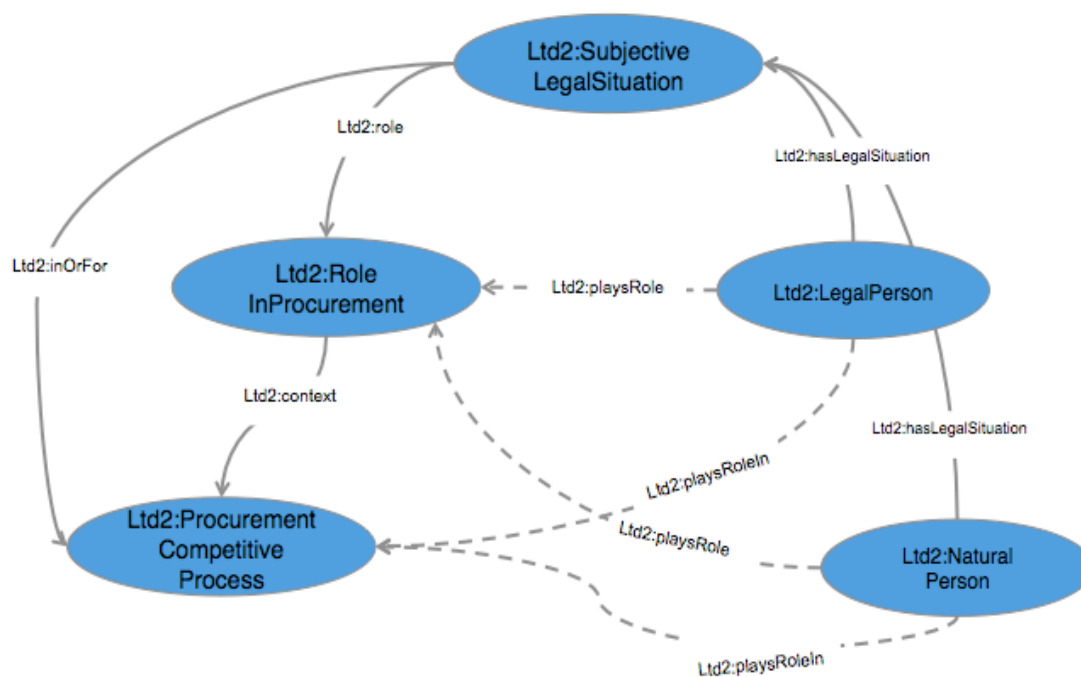 Ltd2:Subjective
LegalSituation
Ltd2:role
Ltd2:hasLegalSituation
Ltd2:inOrFor
Ltd2:Role
InProcurement
Ltd2:playsRole
Ltd2:LegalPerson
Ltd2:context
Ltd2:hasLegalSituation
Ltd2:playsRoleIn
Ltd2:Procurement
Competitive
Process
Ltd2:playsRole
Ltd2:Natural
Person
Ltd2:playsRoleIn